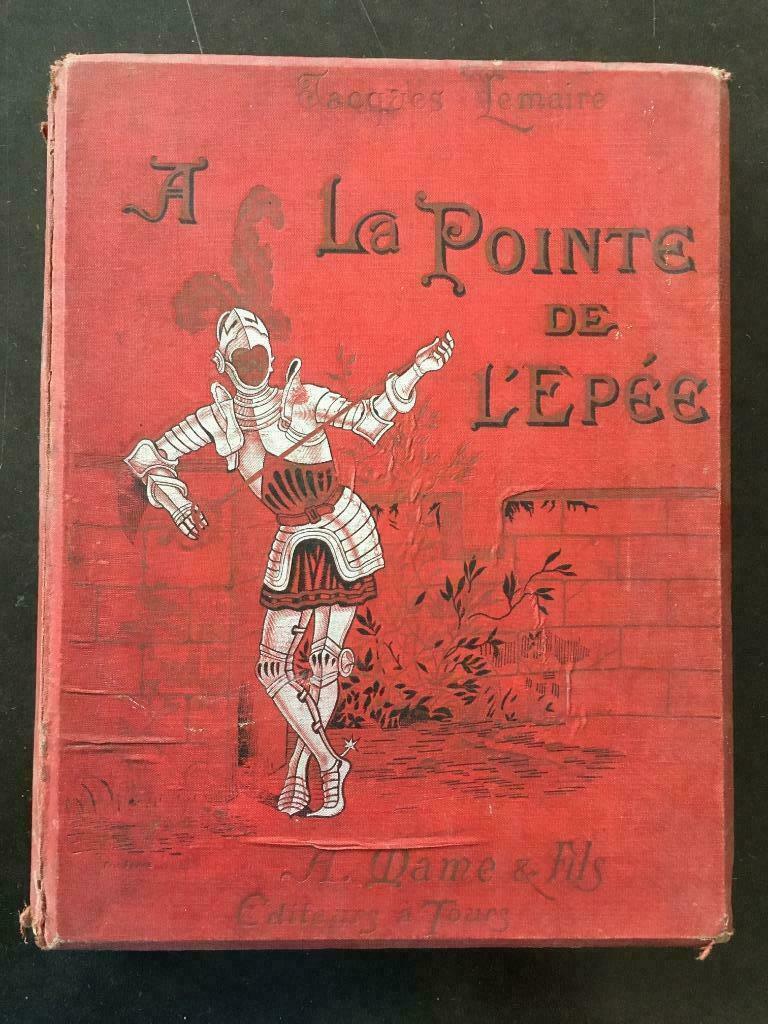 Jacques Lemaire
A La Pointe
de
L'Epée
A. Mame & Fils
Editeurs à Tours